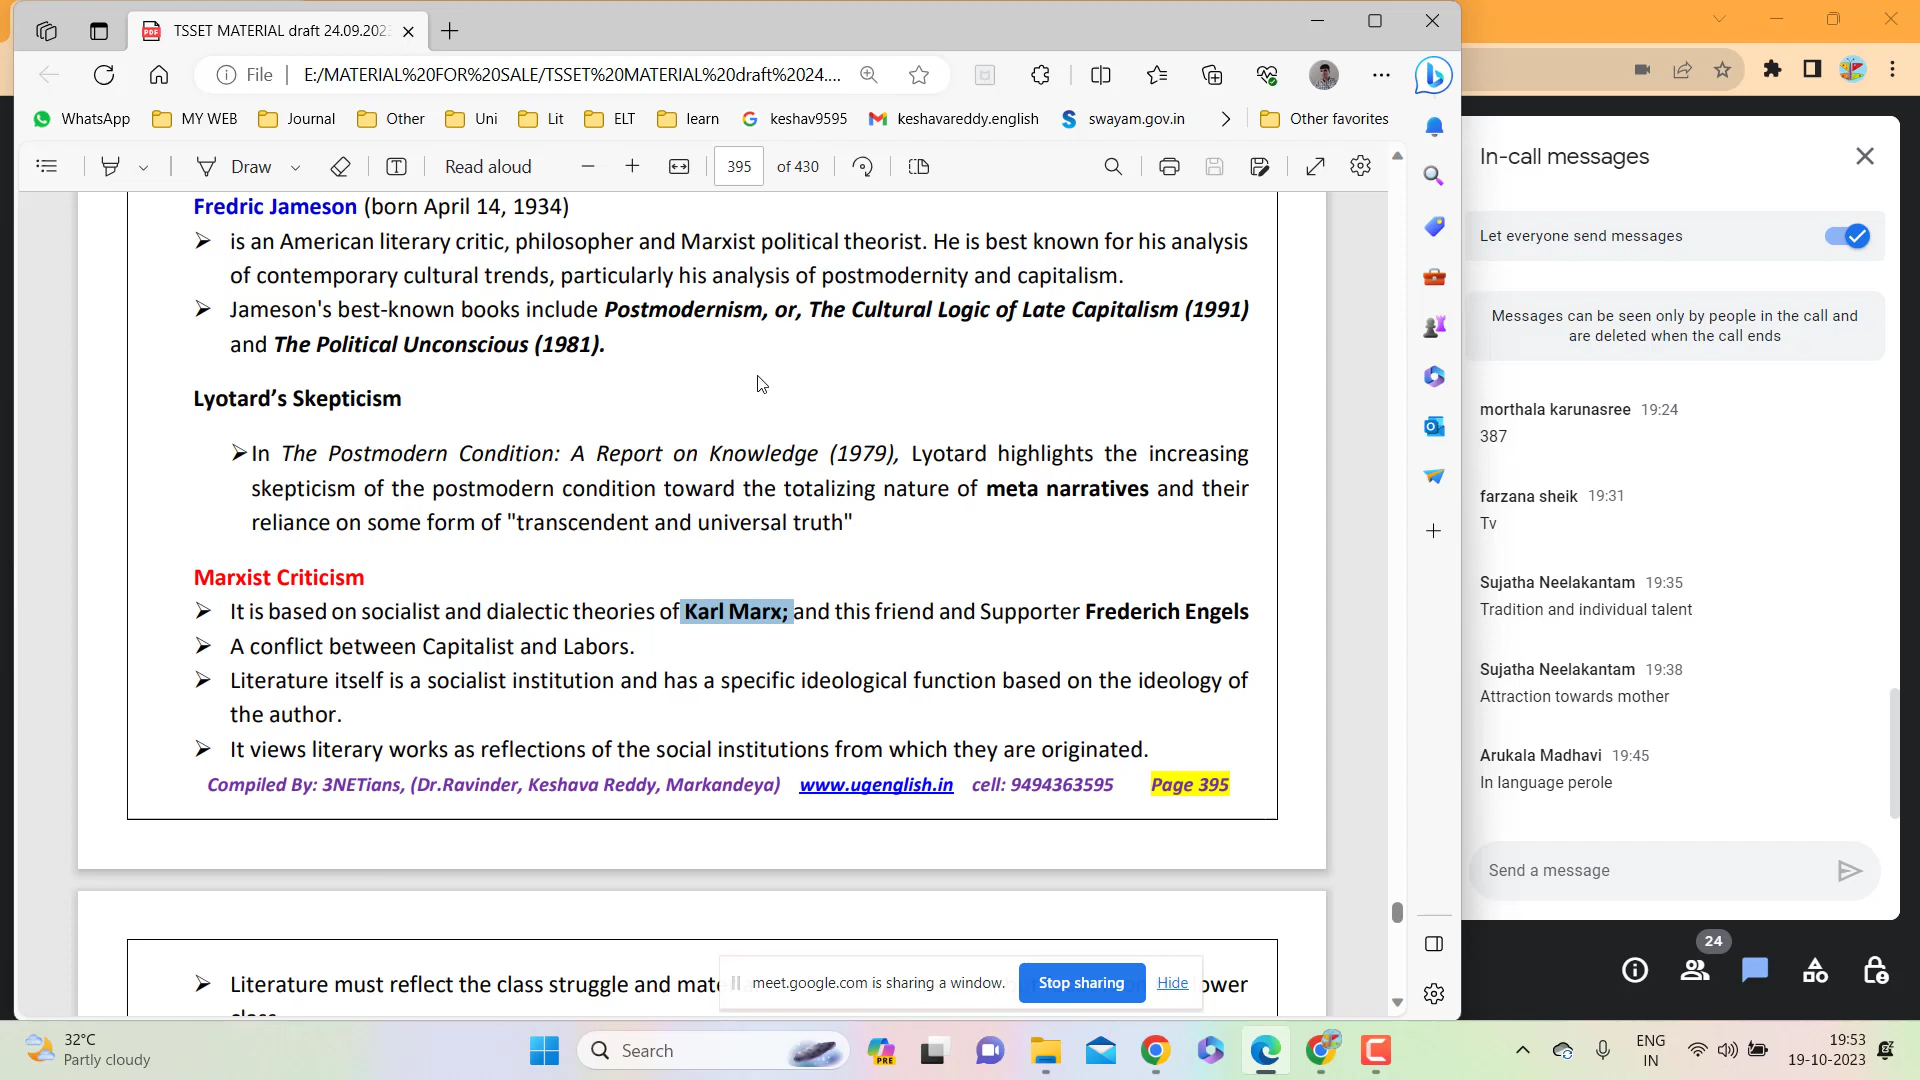 TSSET MATERIAL draft 24.09.202
File
E:/MATERIAL%20FOR%20SALE/TSSET%20MATERIAL%20draft%2024....
WhatsApp
MY WEB
Journal
Other
Uni
Lit
ELT
learn
keshav9595
keshavareddy.english
swayam.gov.in
Other favorites
Draw
Read aloud
395
of 430
Fredric Jameson (born April 14, 1934)
is an American literary critic, philosopher and Marxist political theorist. He is best known for his analysis
of contemporary cultural trends, particularly his analysis of postmodernity and capitalism.
Jameson's best-known books include Postmodernism, or, The Cultural Logic of Late Capitalism (1991)
and The Political Unconscious (1981).
Lyotard's Skepticism
In The Postmodern Condition: A Report on Knowledge (1979), Lyotard highlights the increasing
skepticism of the postmodern condition toward the totalizing nature of meta narratives and their
reliance on some form of "transcendent and universal truth"
Marxist Criticism
It is based on socialist and dialectic theories of Karl Marx; and this friend and Supporter Frederich Engels
A conflict between Capitalist and Labors.
Literature itself is a socialist institution and has a specific ideological function based on the ideology of
the author.
It views literary works as reflections of the social institutions from which they are originated.
Compiled By: 3NETians, (Dr.Ravinder, Keshava Reddy, Markandeya) www.ugenglish.in cell: 9494363595 Page 395
Literature must reflect the class struggle and mate
ower
meet.google.com is sharing a window.
Stop sharing
Hide
In-call messages
Let everyone send messages
Messages can be seen only by people in the call and
are deleted when the call ends
morthala karunasree 19:24
387
farzana sheik 19:31
Tv
Sujatha Neelakantam 19:35
Tradition and individual talent
Sujatha Neelakantam 19:38
Attraction towards mother
Arukala Madhavi 19:45
In language perole
Send a message
24
32°C
Partly cloudy
Search
PRE
ENG
IN
19:53
19-10-2023